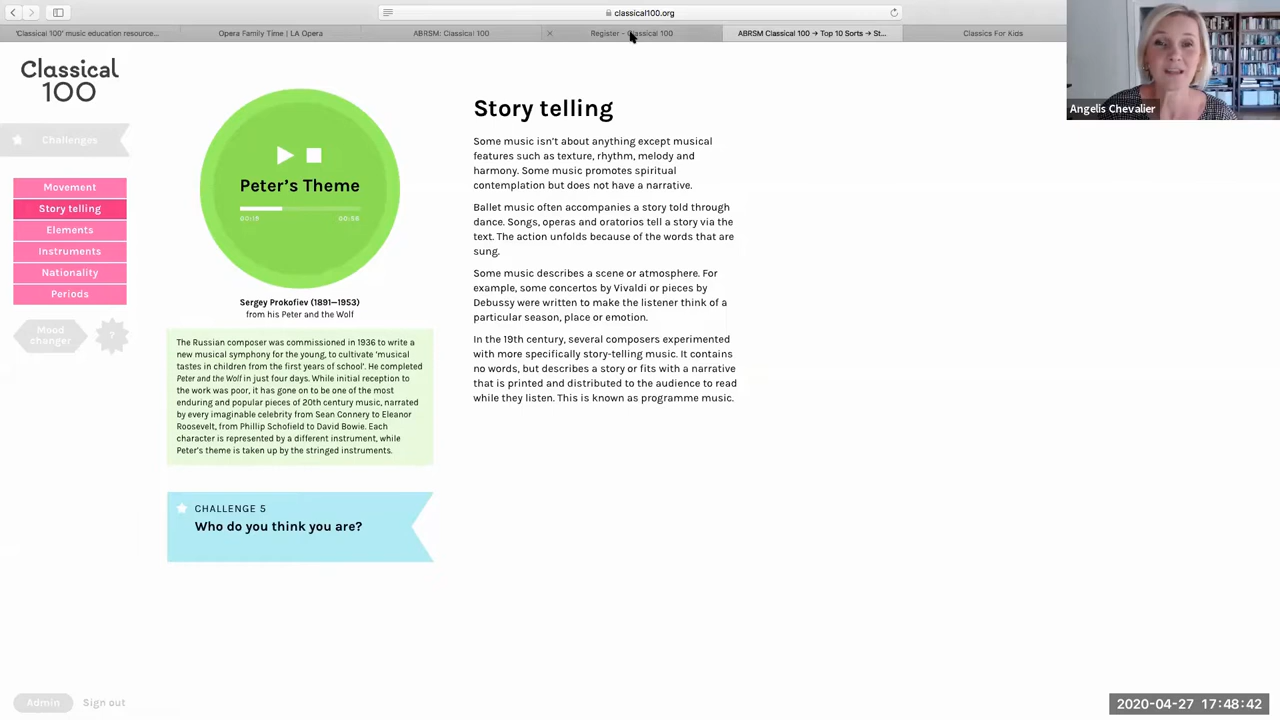 classical100.org
'Classical 100' music education resource...
Opera Family Time | LA Opera
ABRSM: Classical 100
Register - Classical 100
ABRSM Classical 100 → Top 10 Sorts → St...
Classics For Kids
Angelis Chevalier
Classical
100
Challenges
Movement
Story telling
Elements
Instruments
Nationality
Periods
Mood
changer
?
Peter's Theme
00:19
00:56
Sergey Prokofiev (1891—1953)
from his Peter and the Wolf
The Russian composer was commissioned in 1936 to write a
new musical symphony for the young, to cultivate 'musical
tastes in children from the first years of school'. He completed
Peter and the Wolf in just four days. While initial reception to
the work was poor, it has gone on to be one of the most
enduring and popular pieces of 20th century music, narrated
by every imaginable celebrity from Sean Connery to Eleanor
Roosevelt, from Phillip Schofield to David Bowie. Each
character is represented by a different instrument, while
Peter's theme is taken up by the stringed instruments.
CHALLENGE 5
Who do you think you are?
Story telling
Some music isn't about anything except musical
features such as texture, rhythm, melody and
harmony. Some music promotes spiritual
contemplation but does not have a narrative.
Ballet music often accompanies a story told through
dance. Songs, operas and oratorios tell a story via the
text. The action unfolds because of the words that are
sung.
Some music describes a scene or atmosphere. For
example, some concertos by Vivaldi or pieces by
Debussy were written to make the listener think of a
particular season, place or emotion.
In the 19th century, several composers experimented
with more specifically story-telling music. It contains
no words, but describes a story or fits with a narrative
that is printed and distributed to the audience to read
while they listen. This is known as programme music.
Admin
Sign out
2020-04-27 17:48:42